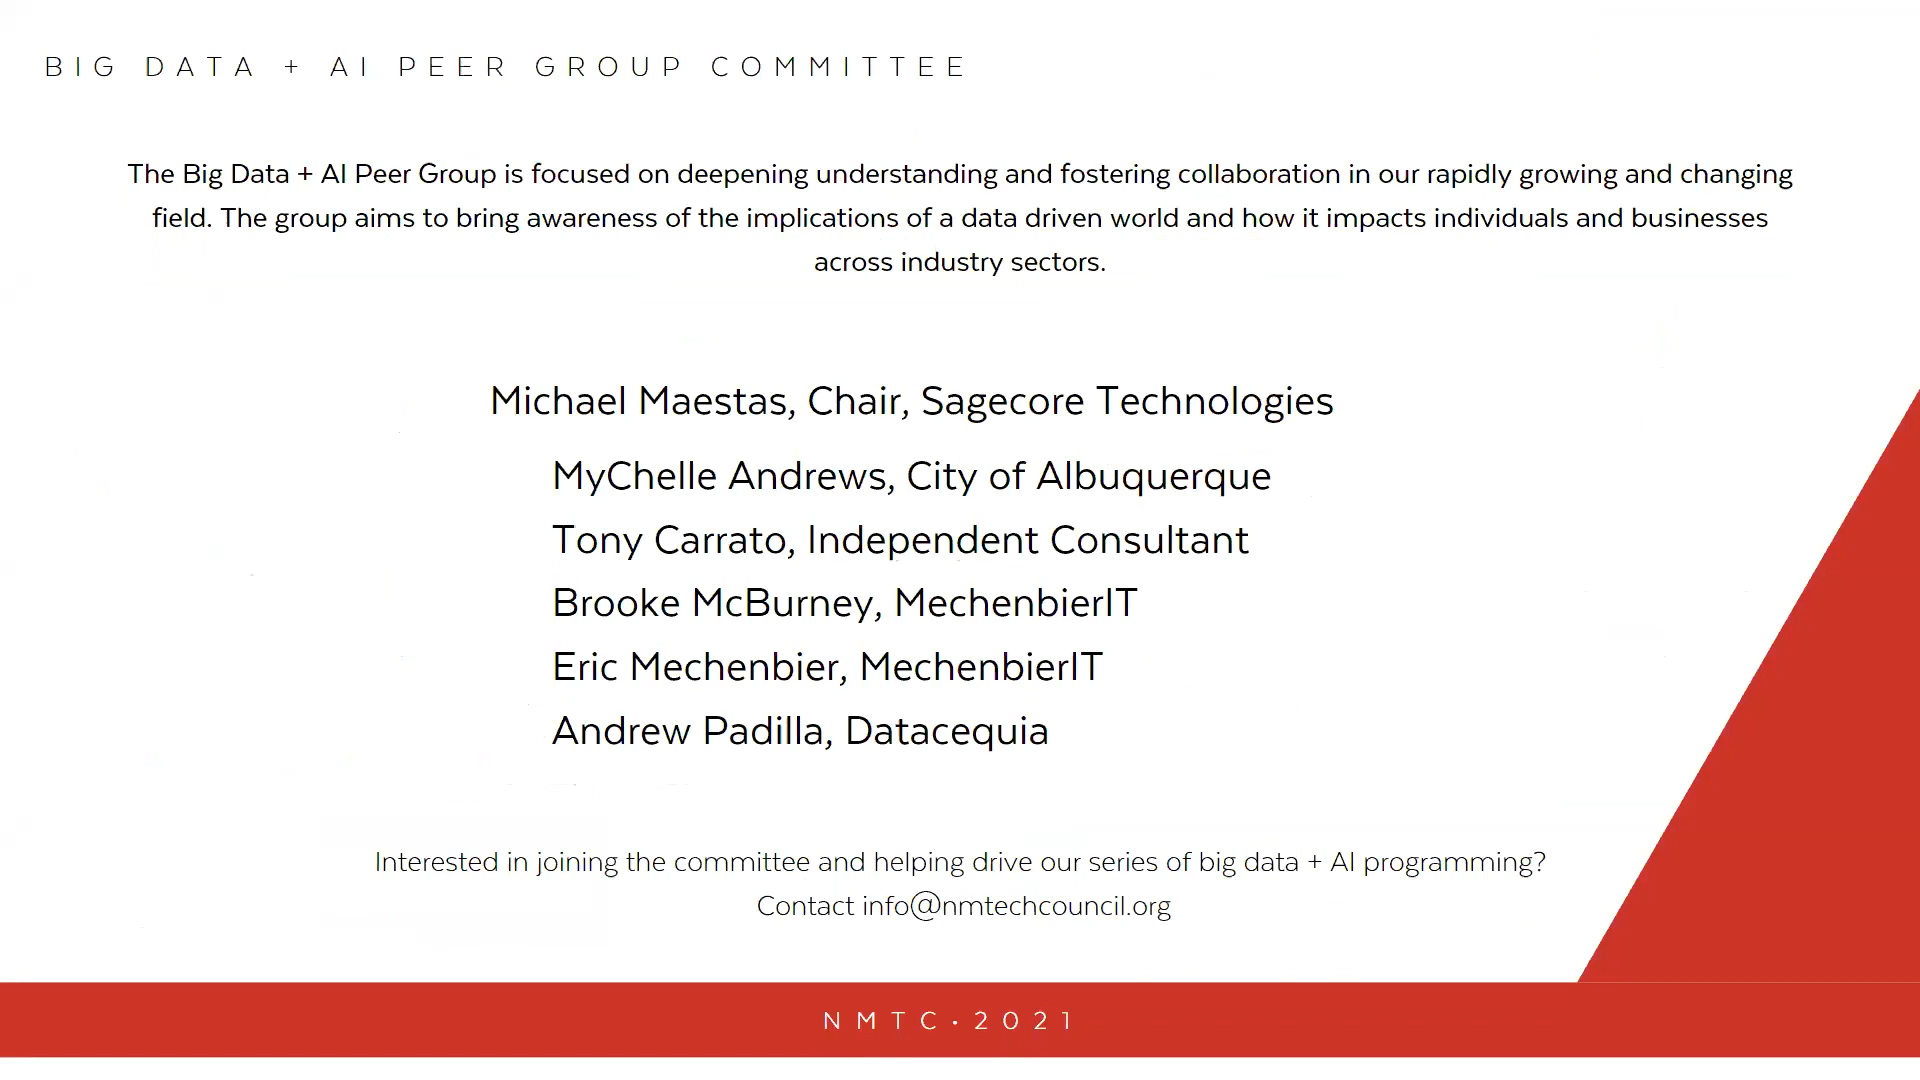 BIG DATA + AI PEER GROUP COMMITTEE
The Big Data + AI Peer Group is focused on deepening understanding and fostering collaboration in our rapidly growing and changing
field. The group aims to bring awareness of the implications of a data driven world and how it impacts individuals and businesses
across industry sectors.
Michael Maestas, Chair, Sagecore Technologies
MyChelle Andrews, City of Albuquerque
Tony Carrato, Independent Consultant
Brooke McBurney, MechenbierIT
Eric Mechenbier, MechenbierIT
Andrew Padilla, Datacequia
Interested in joining the committee and helping drive our series of big data + AI programming?
Contact info@nmtechcouncil.org
NMTC•2021